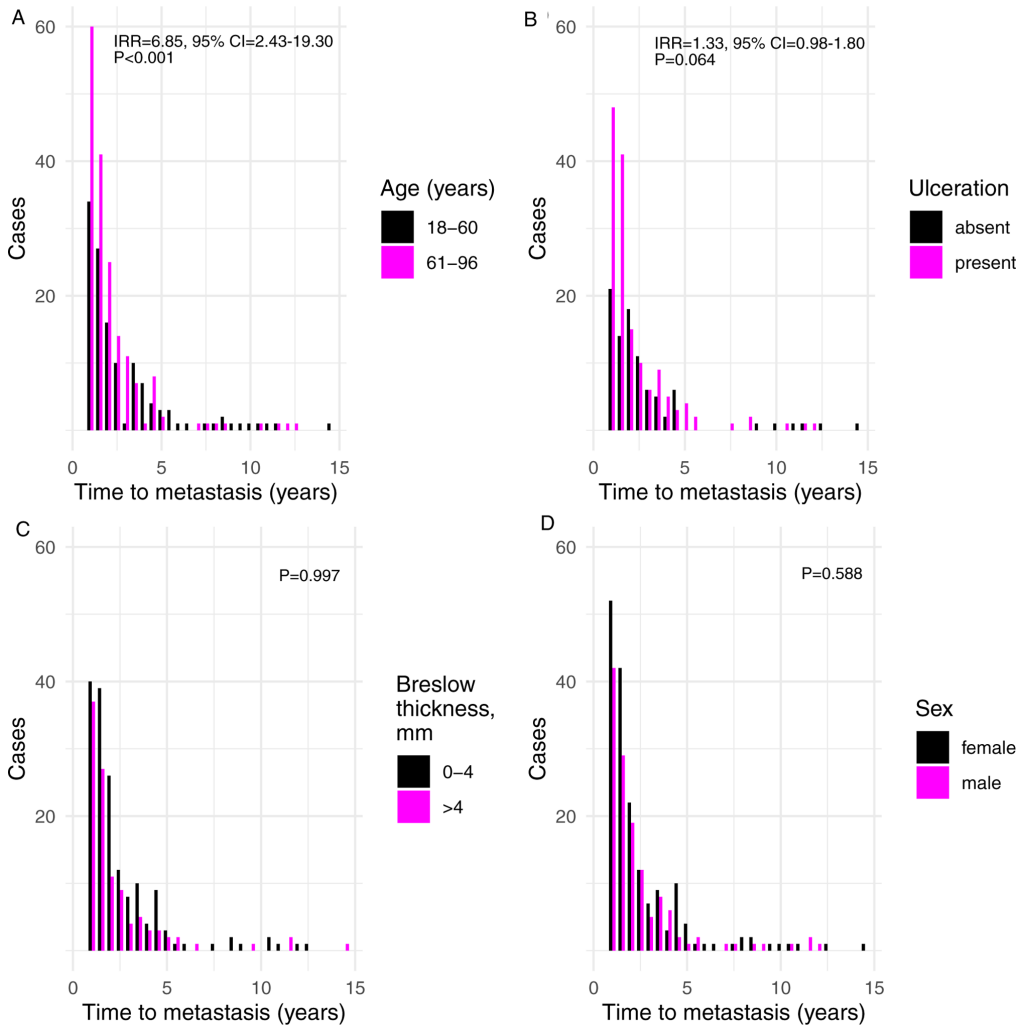 A
IRR=6.85, 95% CI=2.43-19.30
P<0.001
60
40
20
Cases
0 5 10 15
Time to metastasis (years)
Age (years)
18−60
61−96
B
IRR=1.33, 95% CI=0.98-1.80
P=0.064
60
40
20
Cases
0 5 10 15
Time to metastasis (years)
Ulceration
absent
present
C
P=0.997
60
40
20
Cases
0 5 10 15
Time to metastasis (years)
Breslow
thickness,
mm
0−4
>4
D
P=0.588
60
40
20
Cases
0 5 10 15
Time to metastasis (years)
Sex
female
male